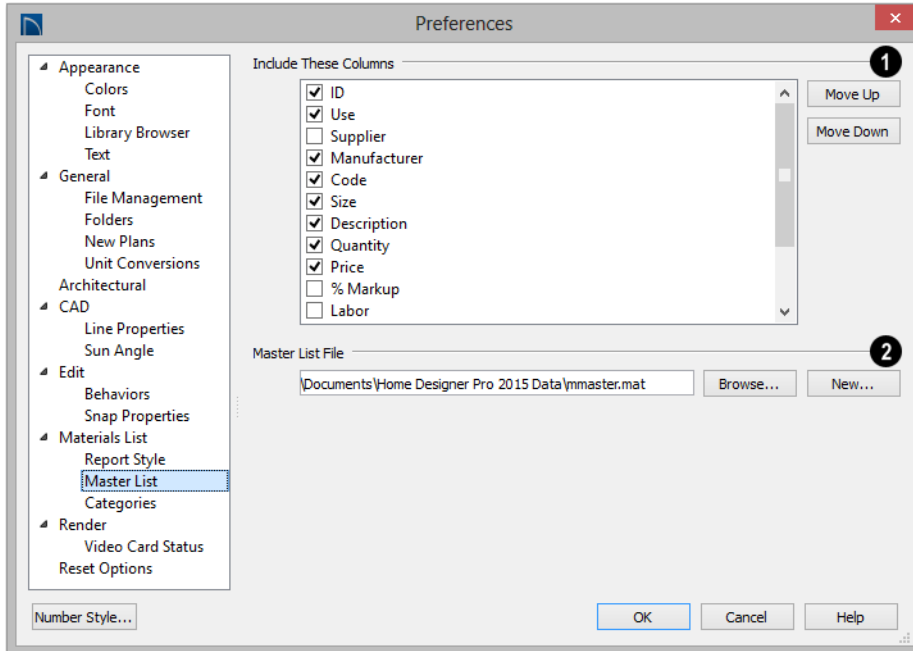 Preferences
Appearance
Colors
Font
Library Browser
Text
General
File Management
Folders
New Plans
Unit Conversions
Architectural
CAD
Line Properties
Sun Angle
Edit
Behaviors
Snap Properties
Materials List
Report Style
Master List
Categories
Render
Video Card Status
Reset Options
Include These Columns
1
ID
Use
Supplier
Manufacturer
Code
Size
Description
Quantity
Price
% Markup
Labor
Move Up
Move Down
Master List File
2
\Documents\Home Designer Pro 2015 Data\mmaster.mat
Browse...
New...
Number Style...
OK
Cancel
Help